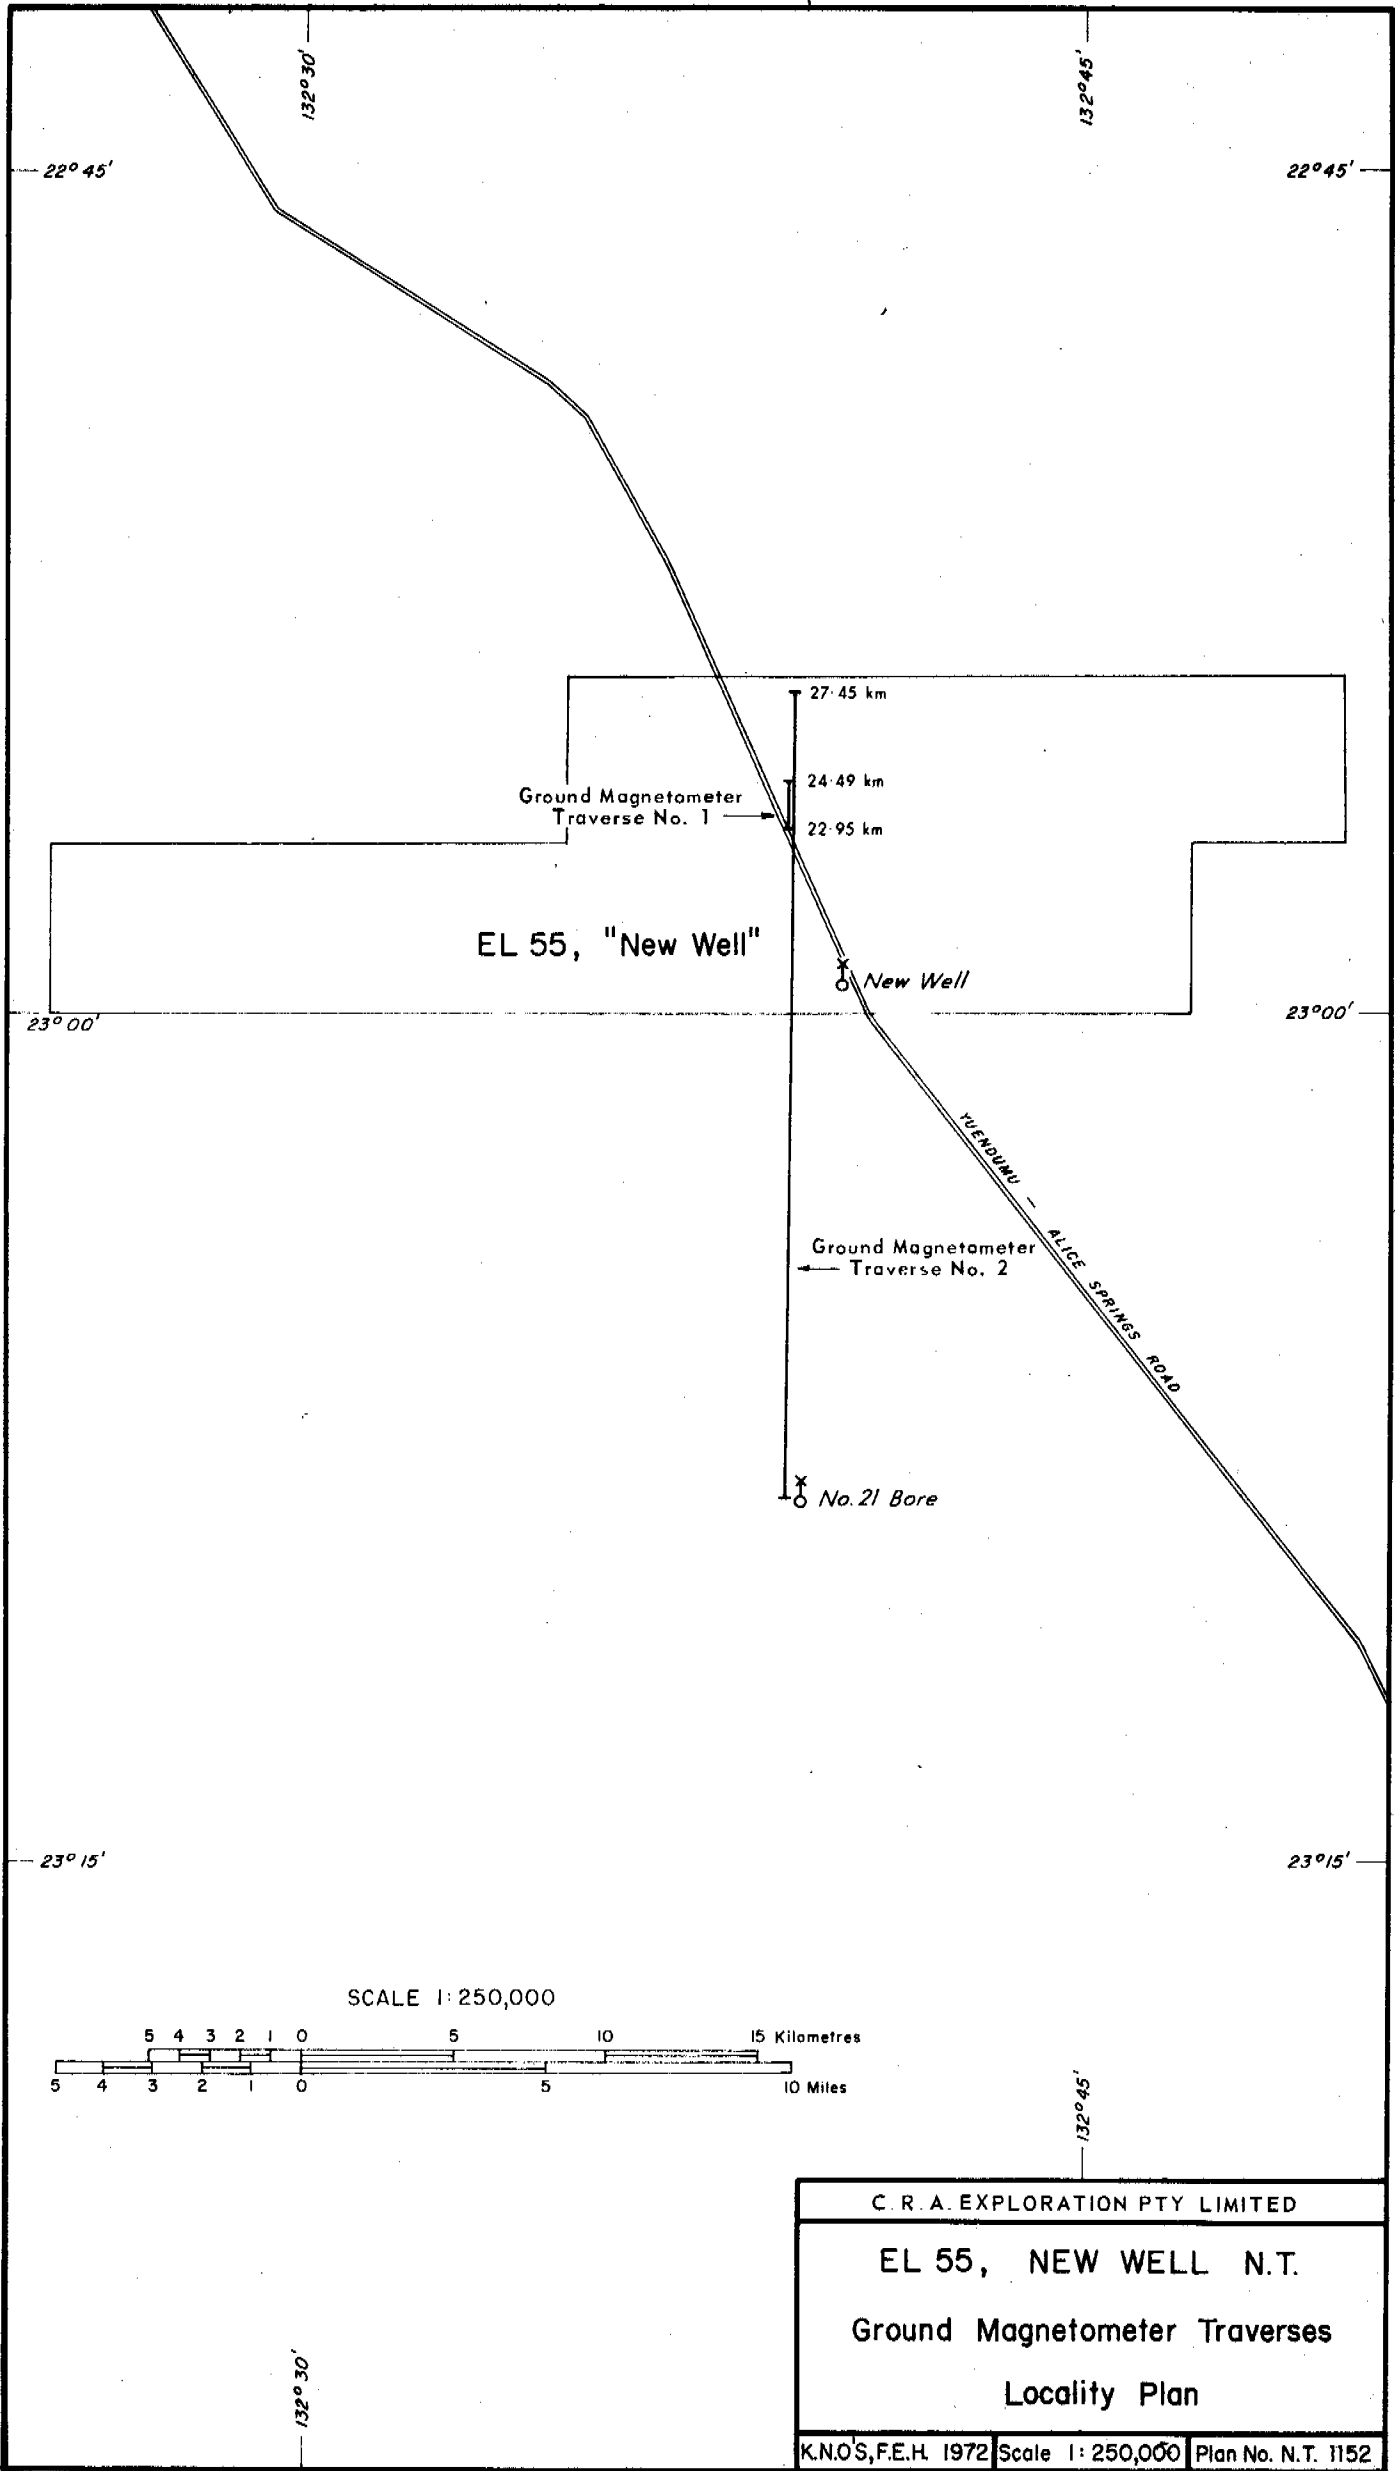 132°30'
132°45'
22°45'
22°45'
27·45 km
24·49 km
Ground Magnetometer
Traverse No. 1
22·95 km
EL 55, "New Well"
New Well
23°00'
23°00'
YUENDUMU - ALICE SPRINGS ROAD
Ground Magnetometer
Traverse No. 2
No. 21 Bore
23°15'
23°15'
SCALE 1:250,000
5 4 3 2 1 0 5 10 15 Kilometres
5 4 3 2 1 0 5 10 Miles
132°45'
132°30'
C. R. A. EXPLORATION PTY LIMITED
EL 55, NEW WELL N.T.
Ground Magnetometer Traverses
Locality Plan
K.N.O'S, F.E.H. 1972 Scale 1:250,000 Plan No. N.T. 1152